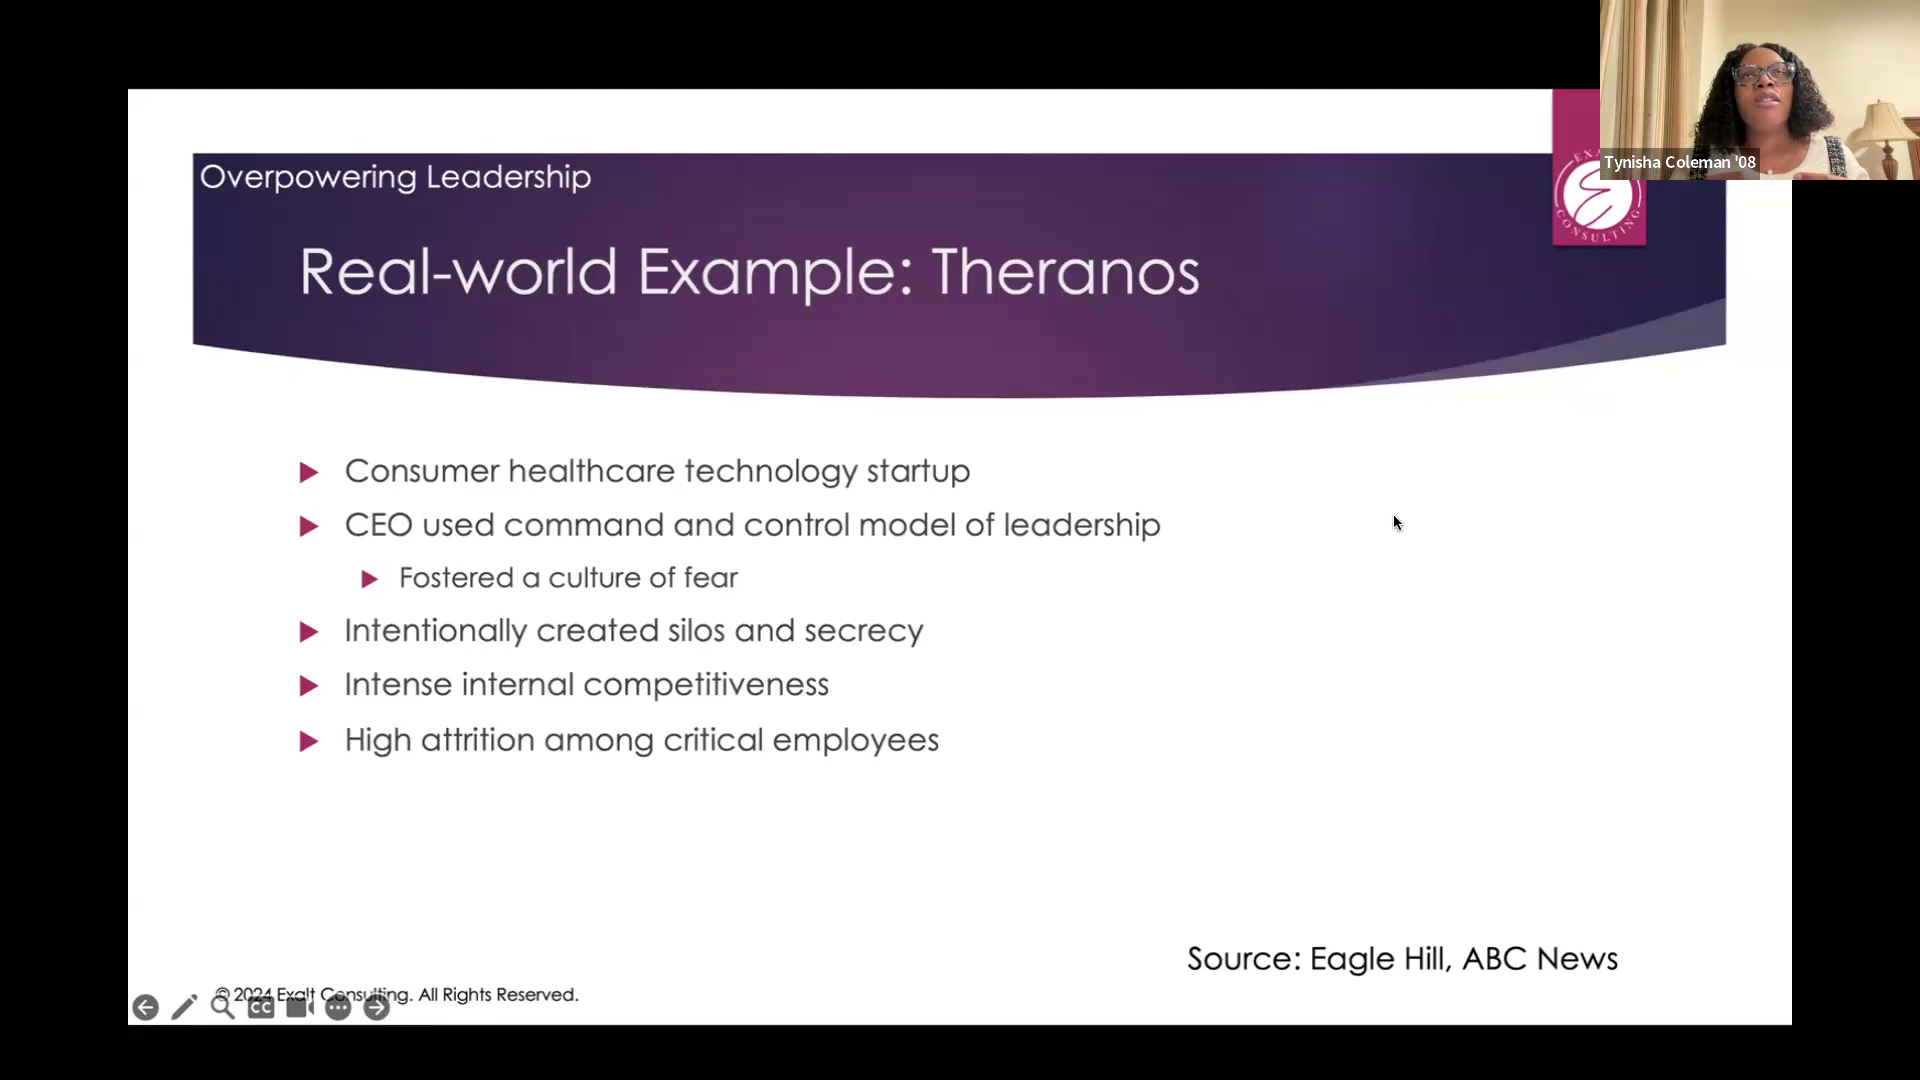 Tynisha Coleman '08
Overpowering Leadership
CONSULTING
Real-world Example: Theranos
Consumer healthcare technology startup
CEO used command and control model of leadership
Fostered a culture of fear
Intentionally created silos and secrecy
Intense internal competitiveness
High attrition among critical employees
Source: Eagle Hill, ABC News
© 2024 Exalt Consulting. All Rights Reserved.
CC